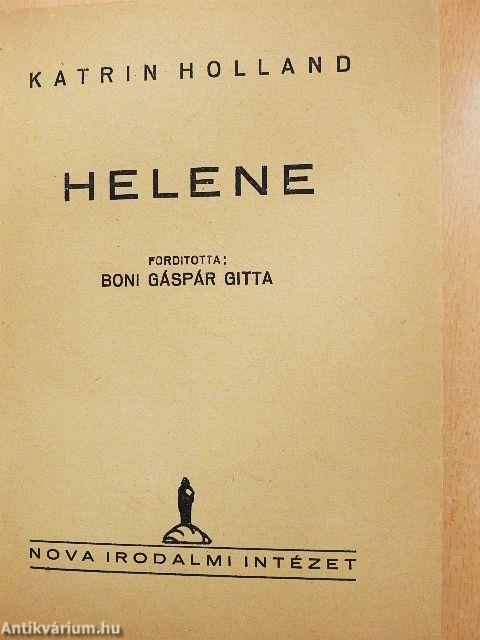 KATRIN HOLLAND
HELENE
FORDITOTTA:
BONI GÁSPÁR GITTA
NOVA IRODALMI INTÉZET
Antikvárium.hu